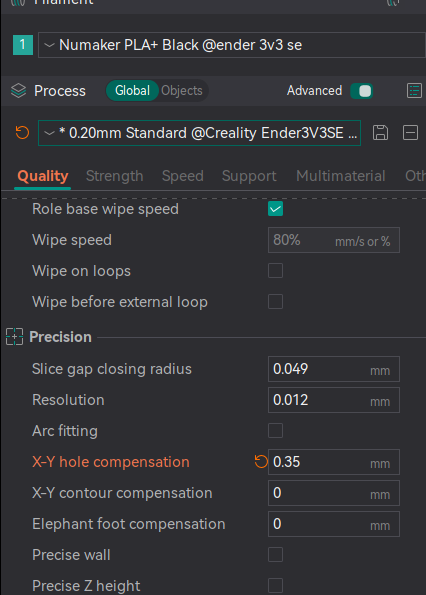 Filament
1 Numaker PLA+ Black @ender 3v3 se
Process Global Objects Advanced
* 0.20mm Standard @Creality Ender3V3SE ...
Quality Strength Speed Support Multimaterial Oth
Role base wipe speed
Wipe speed 80% mm/s or %
Wipe on loops
Wipe before external loop
Precision
Slice gap closing radius 0.049 mm
Resolution 0.012 mm
Arc fitting
X-Y hole compensation 0.35 mm
X-Y contour compensation 0 mm
Elephant foot compensation 0 mm
Precise wall
Precise Z height